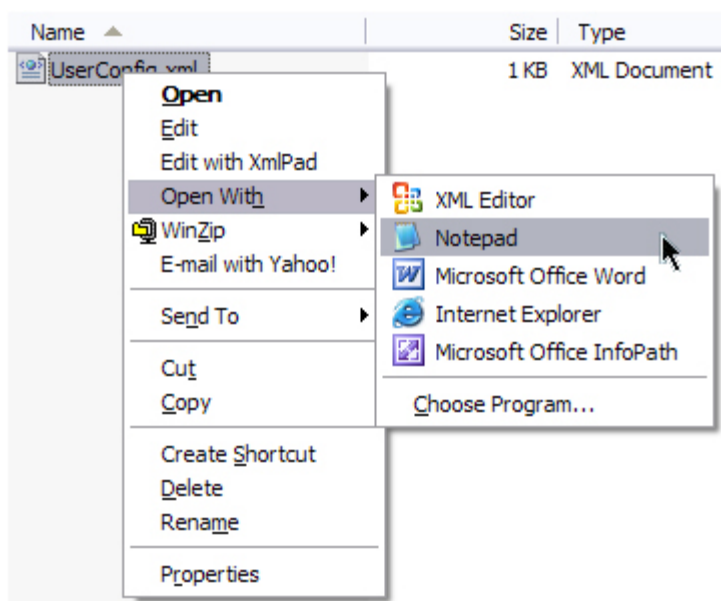 Name Size Type
UserConfig.xml 1 KB XML Document
Open
Edit
Edit with XmlPad
Open With
WinZip
E-mail with Yahoo!
Send To
Cut
Copy
Create Shortcut
Delete
Rename
Properties
XML Editor
Notepad
Microsoft Office Word
Internet Explorer
Microsoft Office InfoPath
Choose Program...